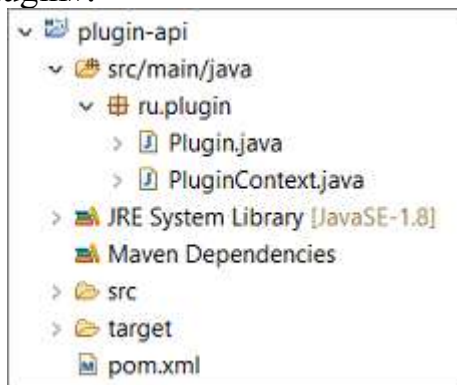 plugin-api
src/main/java
ru.plugin
Plugin.java
PluginContext.java
JRE System Library [JavaSE-1.8]
Maven Dependencies
src
target
pom.xml